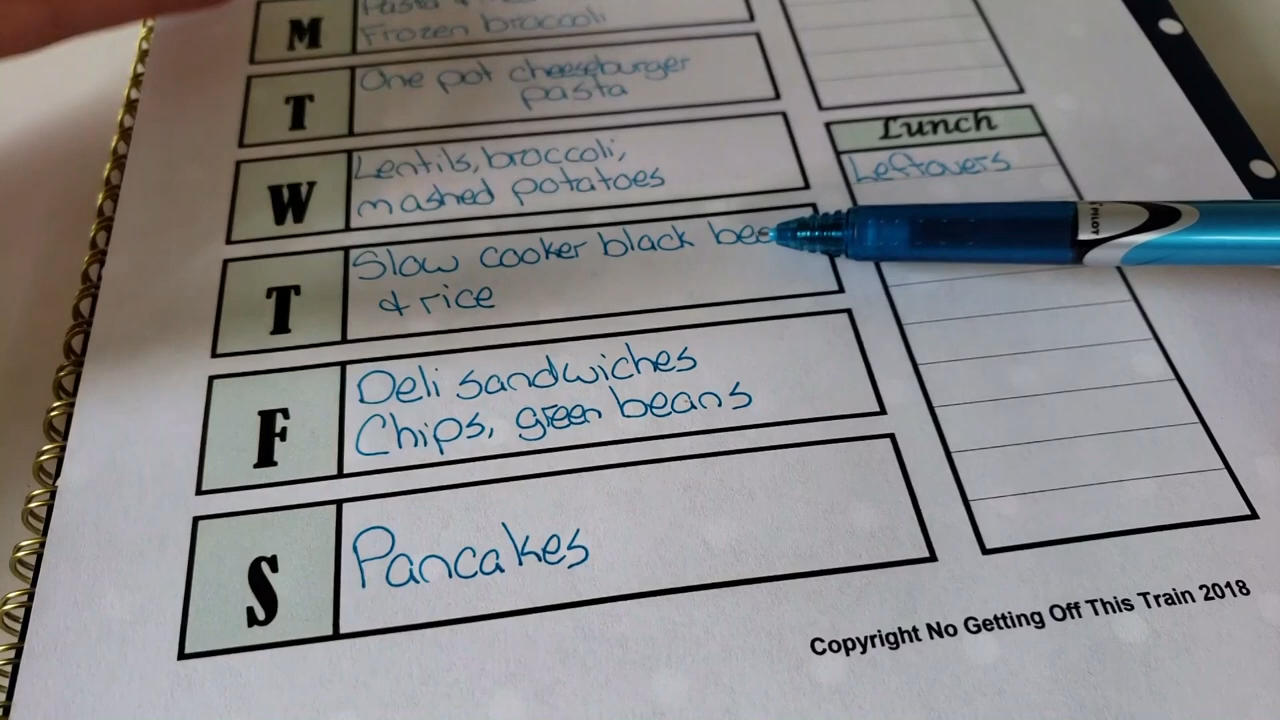 M
Pasta
Frozen broccoli
T
One pot cheeseburger
pasta
W
Lentils, broccoli,
mashed potatoes
T
Slow cooker black
& rice
F
Deli sandwiches
Chips, green beans
S
Pancakes
Lunch
Leftovers
PILOT
Copyright No Getting Off This Train 2018